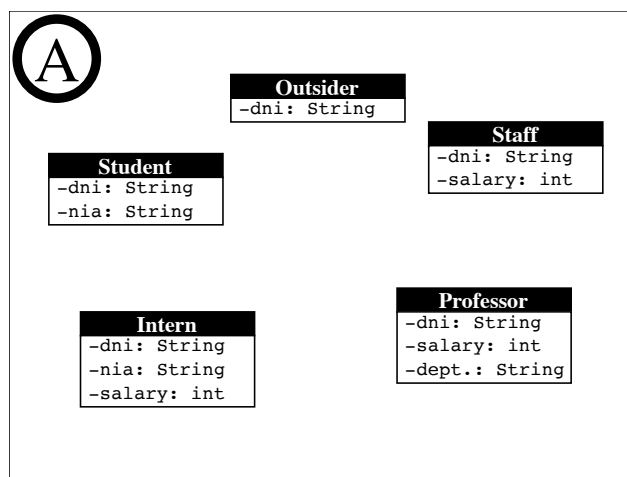 A
Outsider
-dni: String
Staff
-dni: String
-salary: int
Student
-dni: String
-nia: String
Professor
-dni: String
-salary: int
-dept.: String
Intern
-dni: String
-nia: String
-salary: int